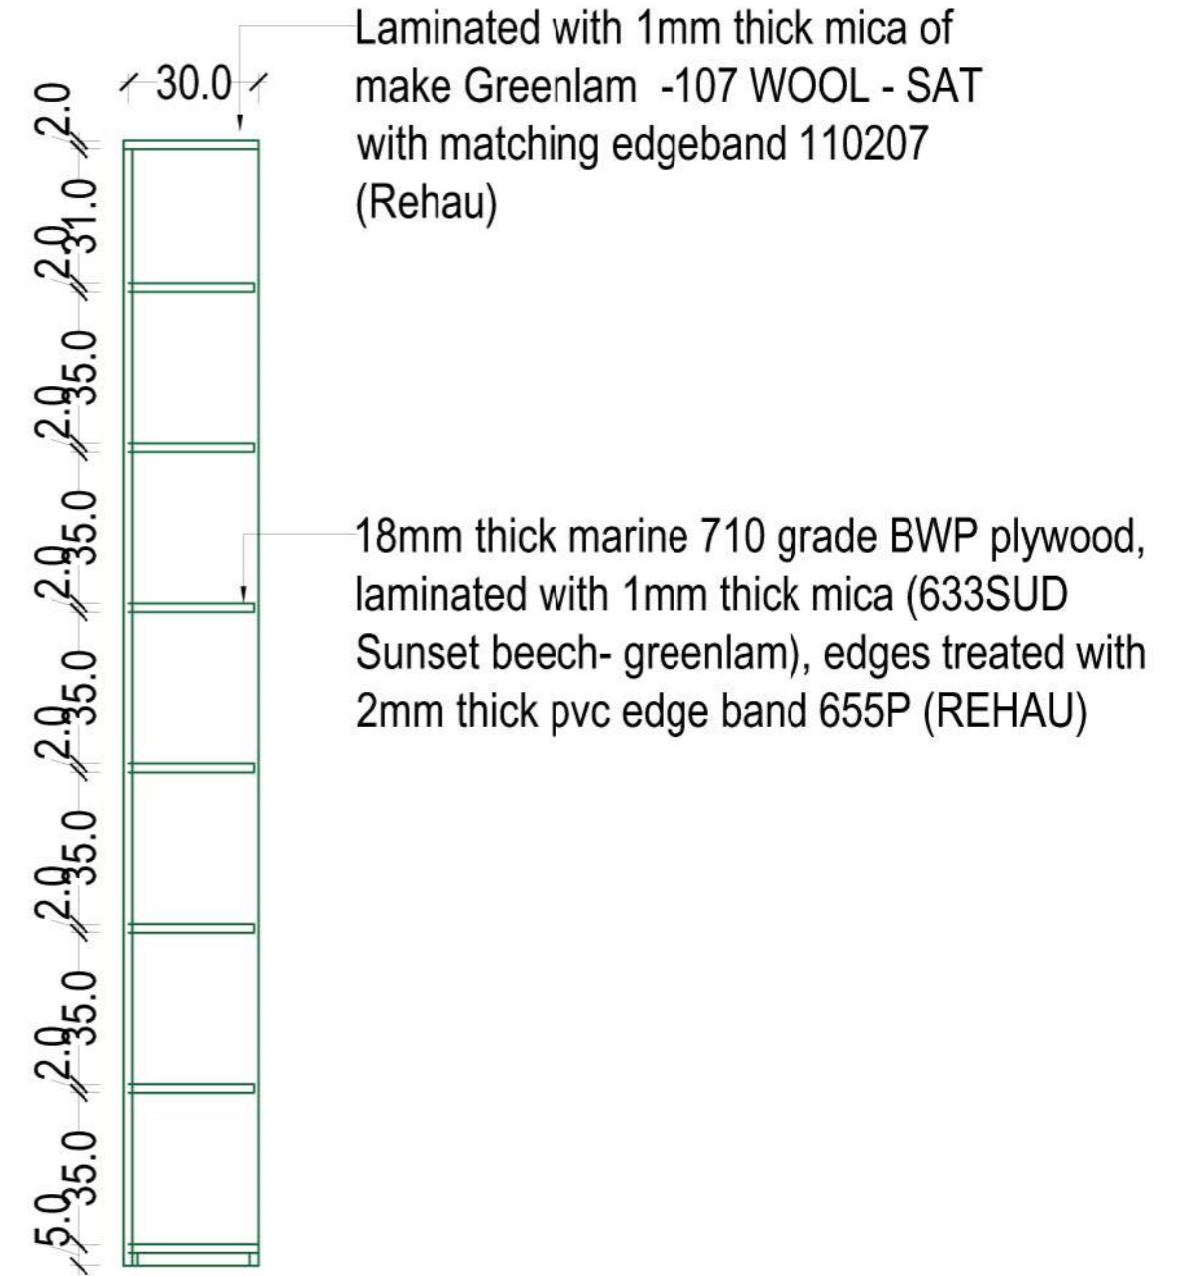 Laminated with 1mm thick mica of
make Greenlam -107 WOOL - SAT
with matching edgeband 110207
(Rehau)
30.0
2.0
31.0
2.0
35.0
2.0
35.0
2.0
35.0
2.0
35.0
2.0
35.0
2.0
35.0
5.0
18mm thick marine 710 grade BWP plywood,
laminated with 1mm thick mica (633SUD
Sunset beech- greenlam), edges treated with
2mm thick pvc edge band 655P (REHAU)